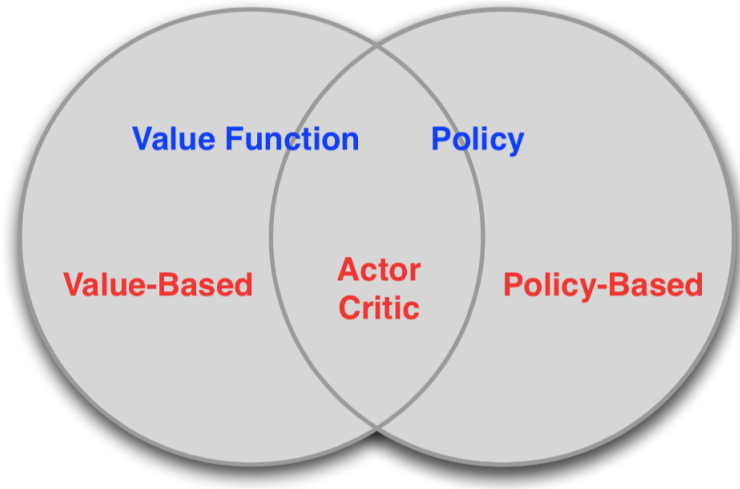 Value Function
Policy
Value-Based
Actor
Critic
Policy-Based